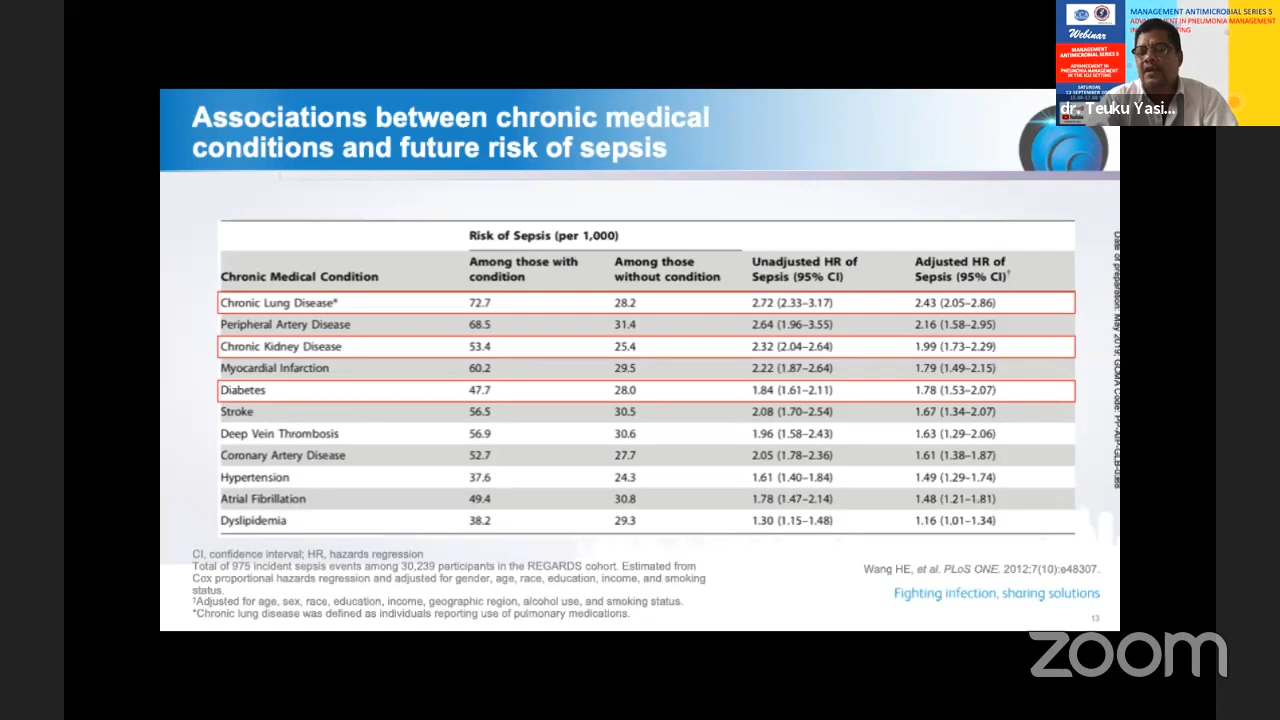 MANAGEMENT ANTIMICROBIAL SERIES 5
Webinar
MANAGEMENT
ANTIMICROBIAL SERIES 5
ADVANCEMENT IN
PNEUMONIA MANAGEMENT
IN THE ICU SETTING
SATURDAY,
dr. Teuku Yasi...
Associations between chronic medical
conditions and future risk of sepsis
Risk of Sepsis (per 1,000)
Chronic Medical Condition Among those with condition Among those without condition Unadjusted HR of Sepsis (95% CI) Adjusted HR of Sepsis (95% CI)†
Chronic Lung Disease* 72.7 28.2 2.72 (2.33–3.17) 2.43 (2.05–2.86)
Peripheral Artery Disease 68.5 31.4 2.64 (1.96–3.55) 2.16 (1.58–2.95)
Chronic Kidney Disease 53.4 25.4 2.32 (2.04–2.64) 1.99 (1.73–2.29)
Myocardial Infarction 60.2 29.5 2.22 (1.87–2.64) 1.79 (1.49–2.15)
Diabetes 47.7 28.0 1.84 (1.61–2.11) 1.78 (1.53–2.07)
Stroke 56.5 30.5 2.08 (1.70–2.54) 1.67 (1.34–2.07)
Deep Vein Thrombosis 56.9 30.6 1.96 (1.58–2.43) 1.63 (1.29–2.06)
Coronary Artery Disease 52.7 27.7 2.05 (1.78–2.36) 1.61 (1.38–1.87)
Hypertension 37.6 24.3 1.61 (1.40–1.84) 1.49 (1.29–1.74)
Atrial Fibrillation 49.4 30.8 1.78 (1.47–2.14) 1.48 (1.21–1.81)
Dyslipidemia 38.2 29.3 1.30 (1.15–1.48) 1.16 (1.01–1.34)
CI, confidence interval; HR, hazards regression
Total of 975 incident sepsis events among 30,239 participants in the REGARDS cohort. Estimated from
Cox proportional hazards regression and adjusted for gender, age, race, education, income, and smoking
status.
†Adjusted for age, sex, race, education, income, geographic region, alcohol use, and smoking status.
*Chronic lung disease was defined as individuals reporting use of pulmonary medications.
Wang HE, et al. PLoS ONE. 2012;7(10):e48307.
Fighting infection, sharing solutions
13
Date of preparation: May 2019;
zoom